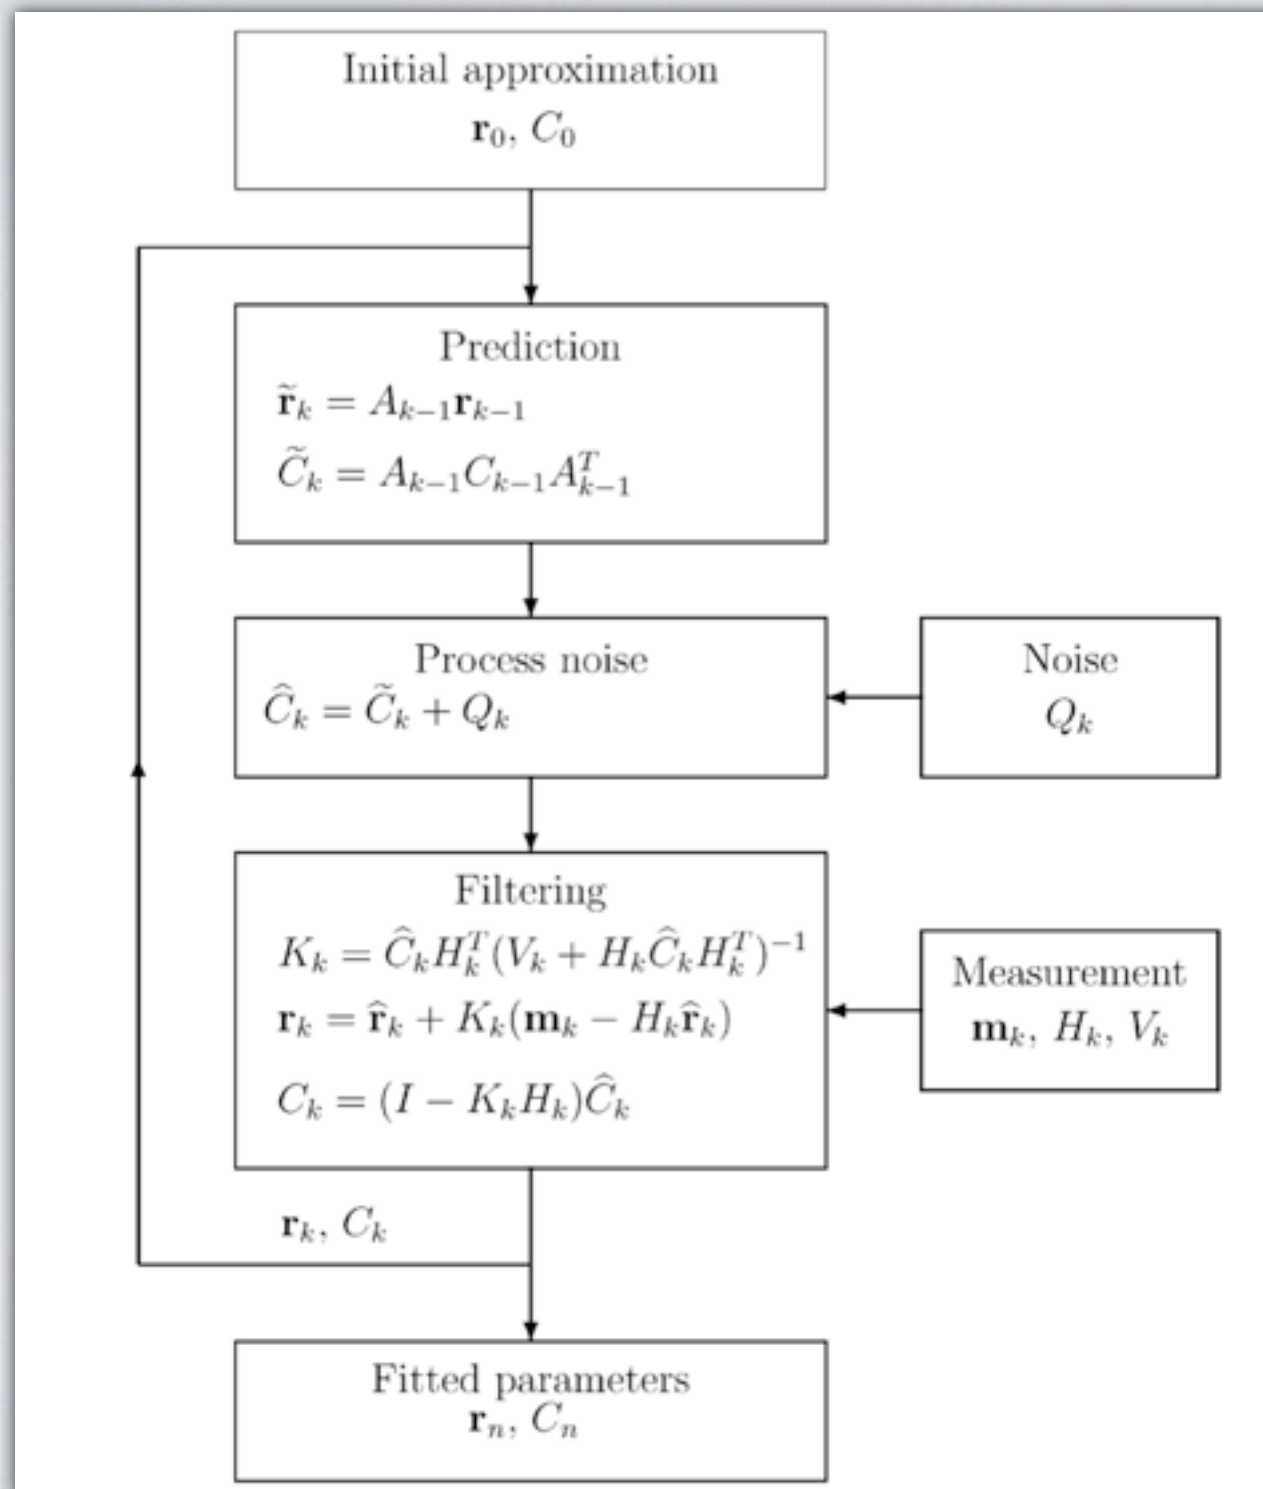 Initial approximation
𝐫₀, C₀
Prediction
𝐫̃ₖ = Aₖ₋₁𝐫ₖ₋₁
C̃ₖ = Aₖ₋₁Cₖ₋₁Aᵀₖ₋₁
Process noise
Ĉₖ = C̃ₖ + Qₖ
Noise
Qₖ
Filtering
Kₖ = ĈₖHₖᵀ(Vₖ + HₖĈₖHₖᵀ)⁻¹
𝐫ₖ = 𝐫̂ₖ + Kₖ(𝐦ₖ − Hₖ𝐫̂ₖ)
Cₖ = (I − KₖHₖ)Ĉₖ
Measurement
𝐦ₖ, Hₖ, Vₖ
𝐫ₖ, Cₖ
Fitted parameters
𝐫ₙ, Cₙ